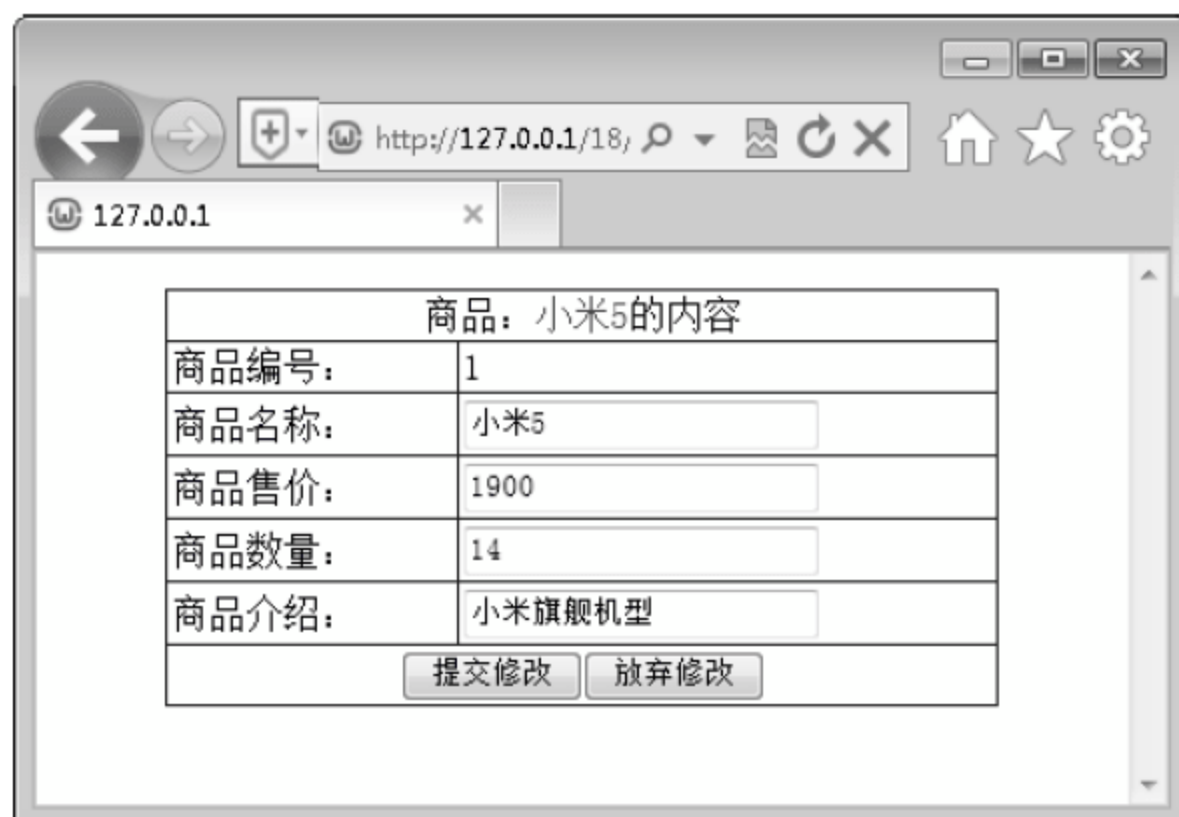 http://127.0.0.1/18/
127.0.0.1
商品：小米5的内容
商品编号： 1
商品名称： 小米5
商品售价： 1900
商品数量： 14
商品介绍： 小米旗舰机型
提交修改 放弃修改